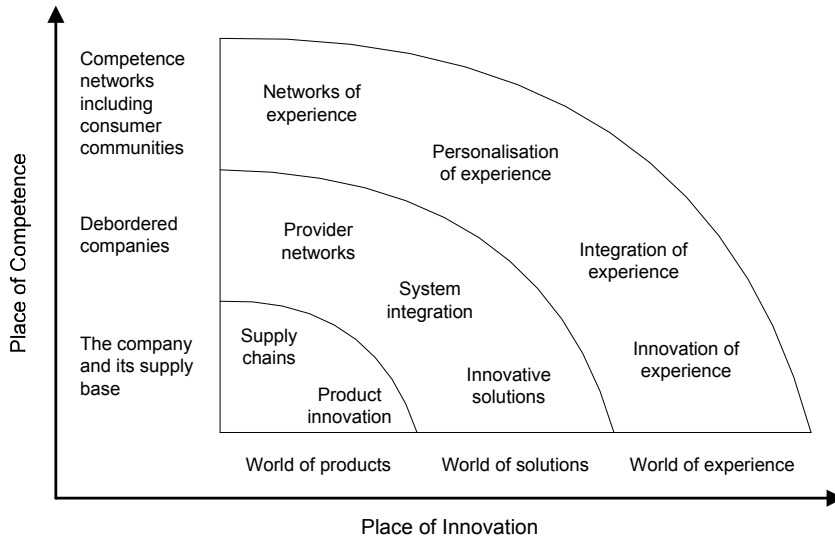 Place of Competence
Competence
networks
including
consumer
communities
Debordered
companies
The company
and its supply
base
Networks of
experience
Personalisation
of experience
Integration of
experience
Innovation of
experience
Provider
networks
System
integration
Innovative
solutions
Supply
chains
Product
innovation
World of products
World of solutions
World of experience
Place of Innovation